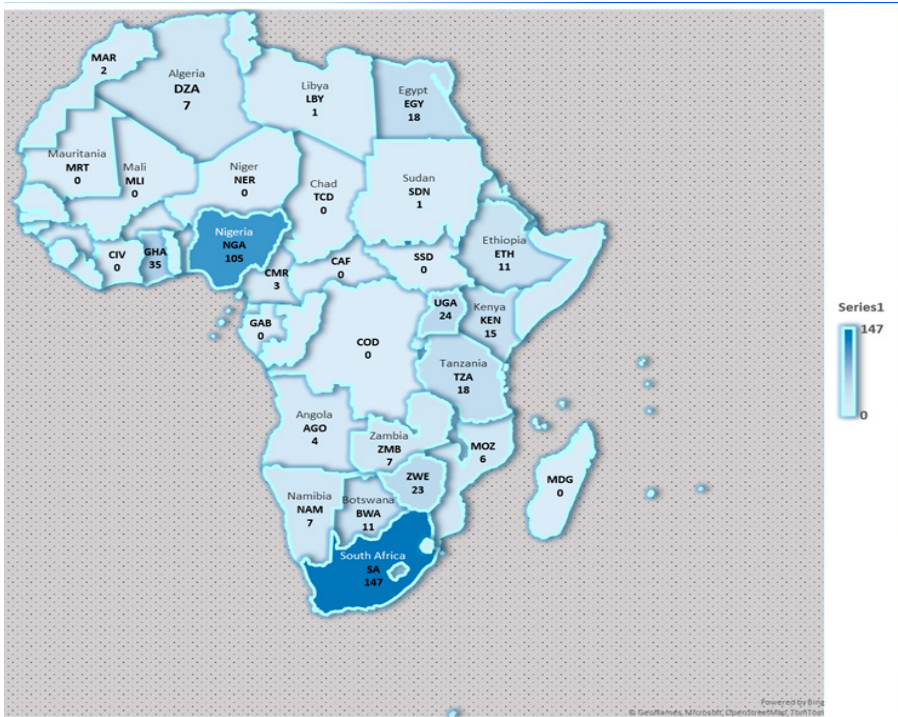 MAR
2
Algeria
DZA
7
Libya
LBY
1
Egypt
EGY
18
Mauritania
MRT
0
Mali
MLI
0
Niger
NER
0
Chad
TCD
0
Sudan
SDN
1
Nigeria
NGA
105
CIV
0
GHA
35
CMR
3
CAF
0
SSD
0
Ethiopia
ETH
11
UGA
24
Kenya
KEN
15
GAB
0
COD
0
Tanzania
TZA
18
Angola
AGO
4
Zambia
ZMB
7
MOZ
6
ZWE
23
MDG
0
Namibia
NAM
7
Botswana
BWA
11
South Africa
SA
147
Series1
147
0
Powered by Bing
© GeoNames, Microsoft, OpenStreetMap, TomTom